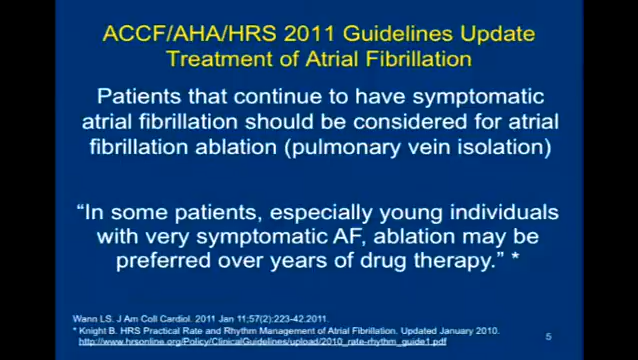 ACCF/AHA/HRS 2011 Guidelines Update
Treatment of Atrial Fibrillation
Patients that continue to have symptomatic
atrial fibrillation should be considered for atrial
fibrillation ablation (pulmonary vein isolation)
“In some patients, especially young individuals
with very symptomatic AF, ablation may be
preferred over years of drug therapy.” *
Wann LS. J Am Coll Cardiol. 2011 Jan 11;57(2):223-42.2011.
* Knight B. HRS Practical Rate and Rhythm Management of Atrial Fibrillation. Updated January 2010.
http://www.hrsonline.org/Policy/ClinicalGuidelines/upload/2010_rate-rhythm_guide1.pdf
5